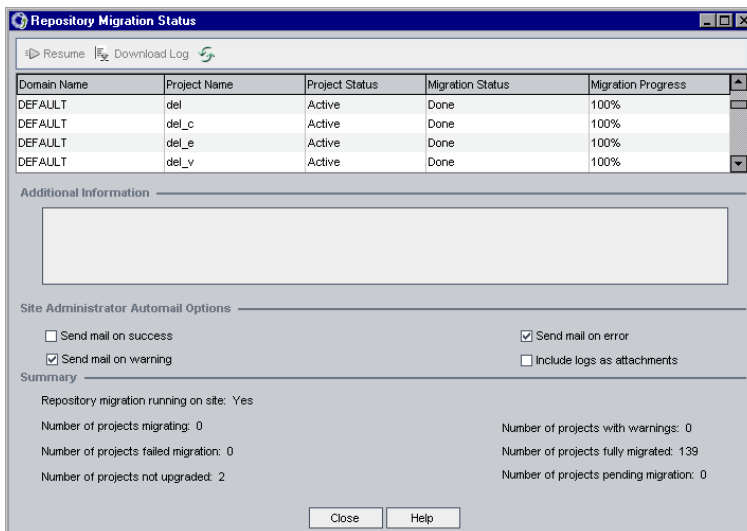 Repository Migration Status
Resume Download Log
Domain Name Project Name Project Status Migration Status Migration Progress
DEFAULT del Active Done 100%
DEFAULT del_c Active Done 100%
DEFAULT del_e Active Done 100%
DEFAULT del_v Active Done 100%
Additional Information
Site Administrator Automail Options
Send mail on success Send mail on error
Send mail on warning Include logs as attachments
Summary
Repository migration running on site: Yes
Number of projects migrating: 0 Number of projects with warnings: 0
Number of projects failed migration: 0 Number of projects fully migrated: 139
Number of projects not upgraded: 2 Number of projects pending migration: 0
Close Help